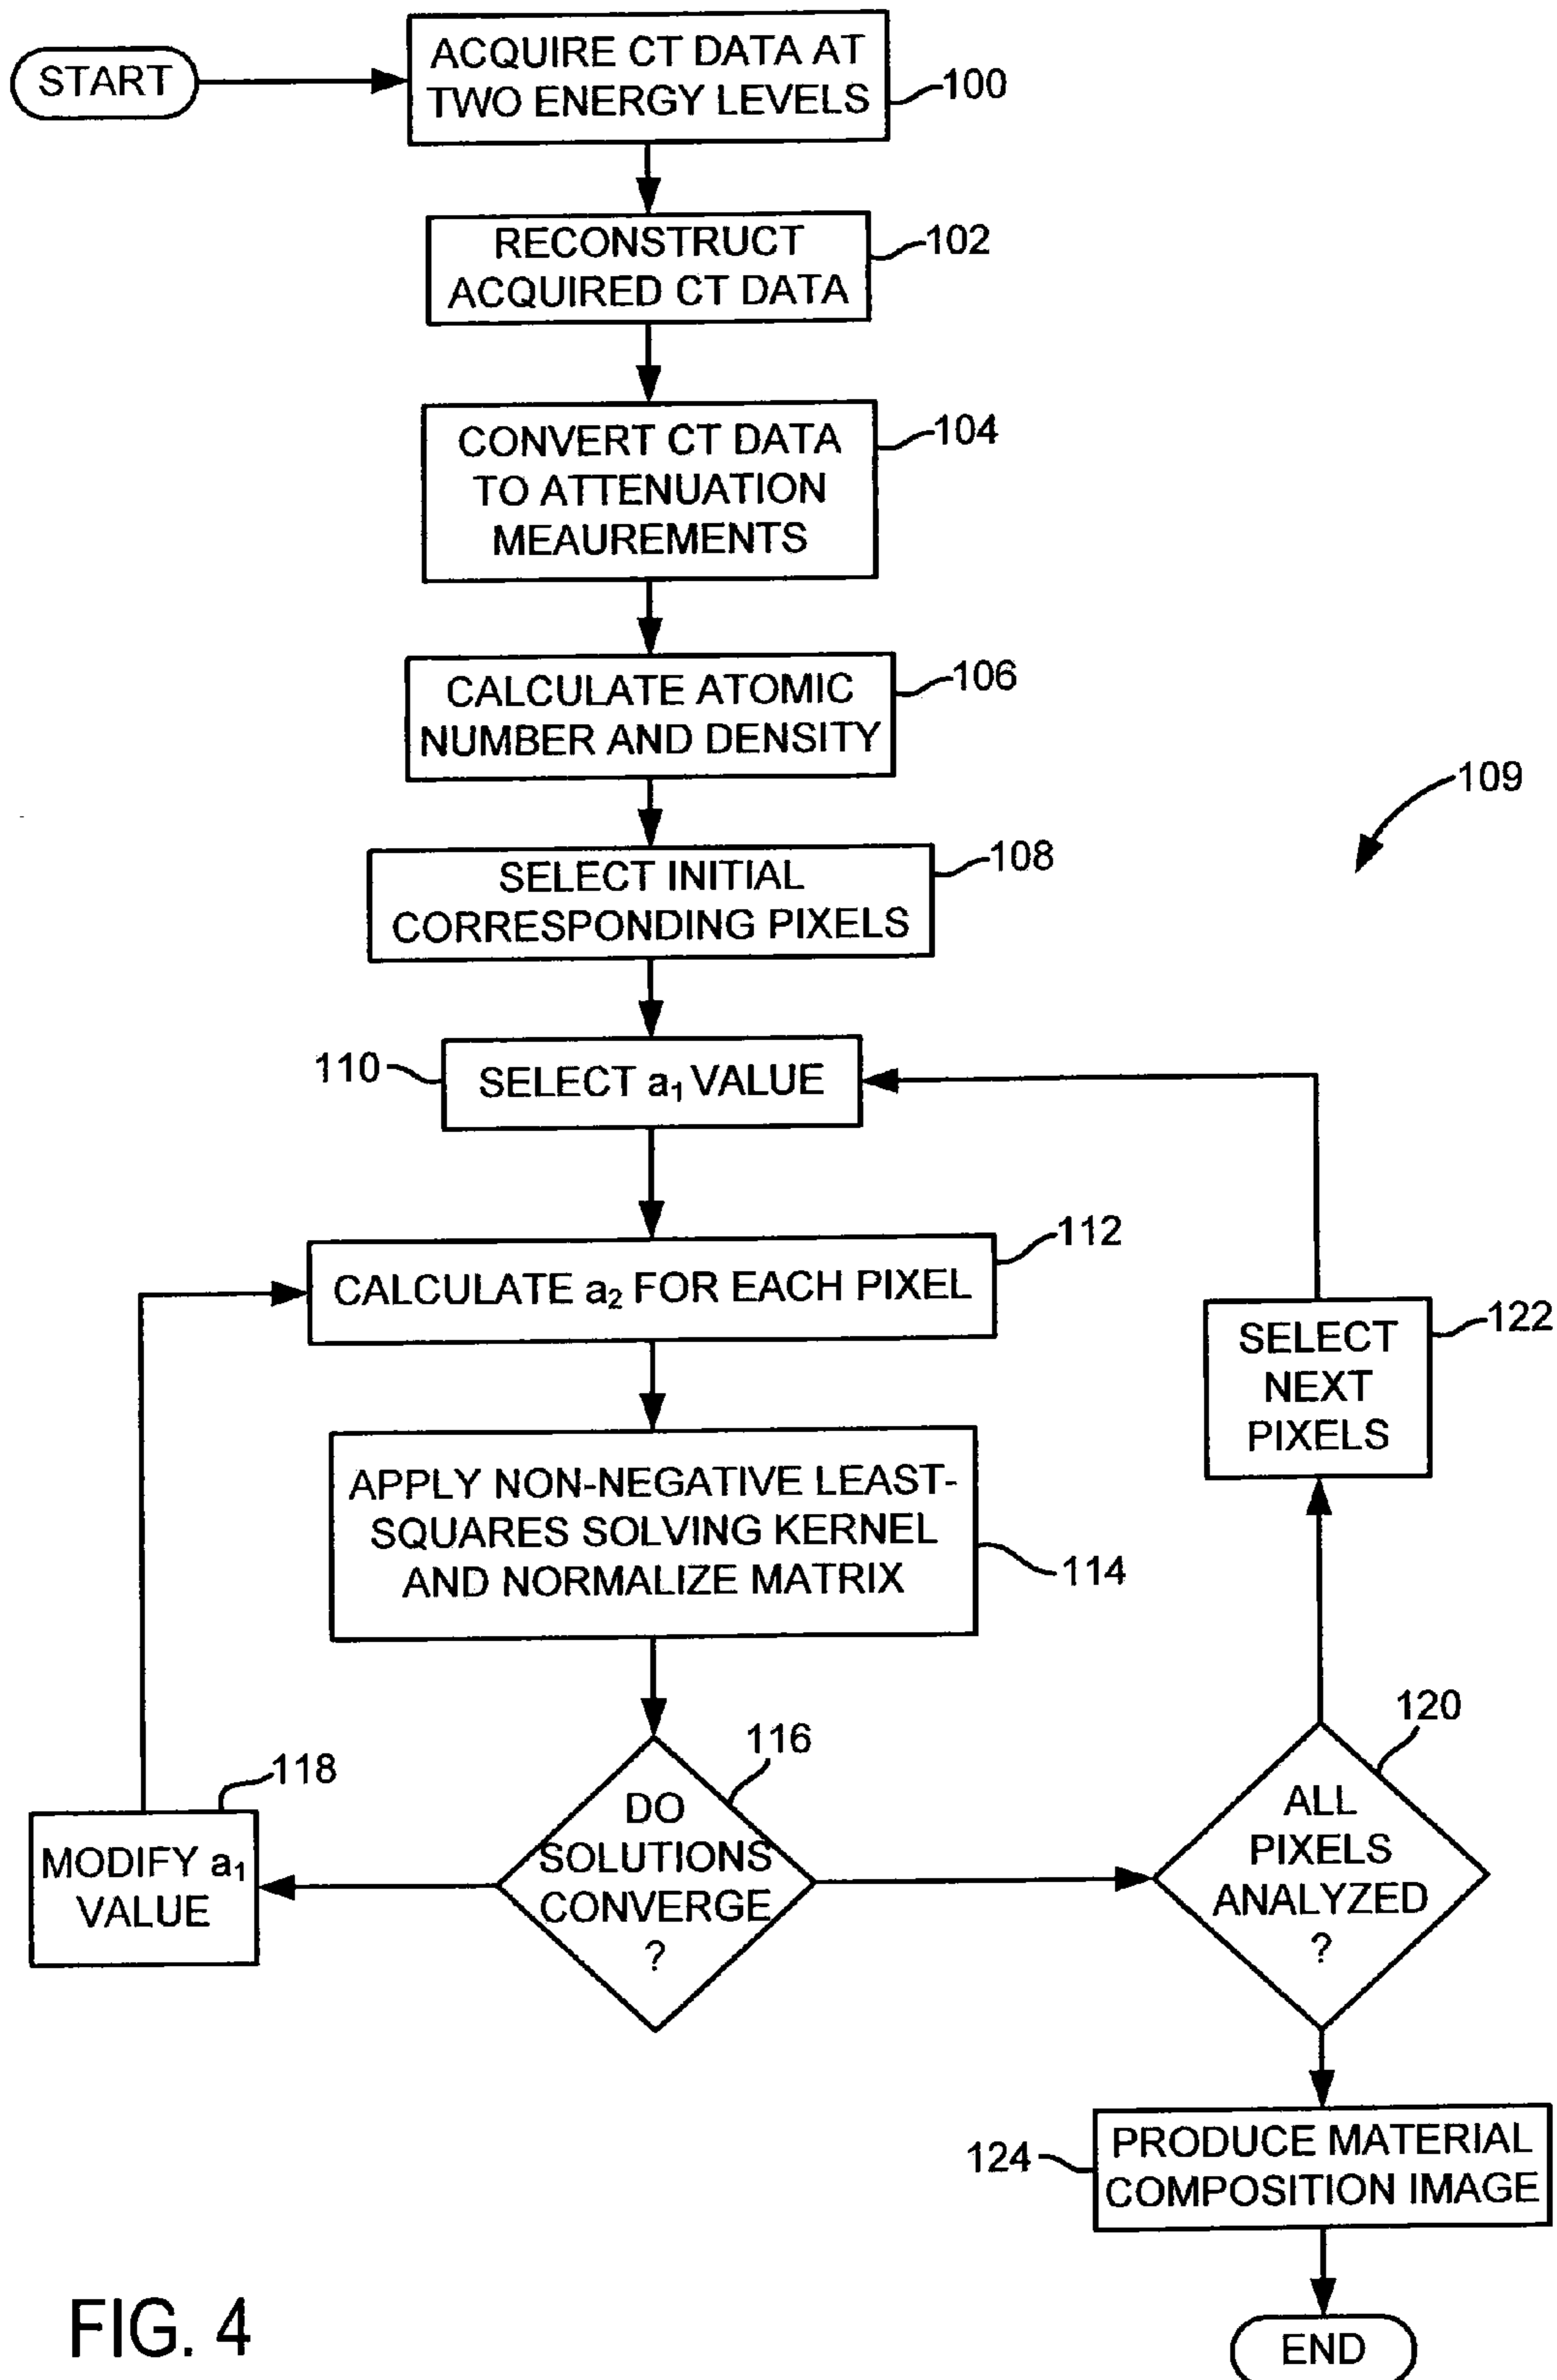 START
ACQUIRE CT DATA AT
TWO ENERGY LEVELS
100
RECONSTRUCT
ACQUIRED CT DATA
102
CONVERT CT DATA
TO ATTENUATION
MEAUREMENTS
104
CALCULATE ATOMIC
NUMBER AND DENSITY
106
109
SELECT INITIAL
CORRESPONDING PIXELS
108
110
SELECT a₁ VALUE
CALCULATE a₂ FOR EACH PIXEL
112
SELECT
NEXT
PIXELS
122
APPLY NON-NEGATIVE LEAST-
SQUARES SOLVING KERNEL
AND NORMALIZE MATRIX
114
DO
SOLUTIONS
CONVERGE
?
116
118
MODIFY a₁
VALUE
120
ALL
PIXELS
ANALYZED
?
124
PRODUCE MATERIAL
COMPOSITION IMAGE
END
FIG. 4